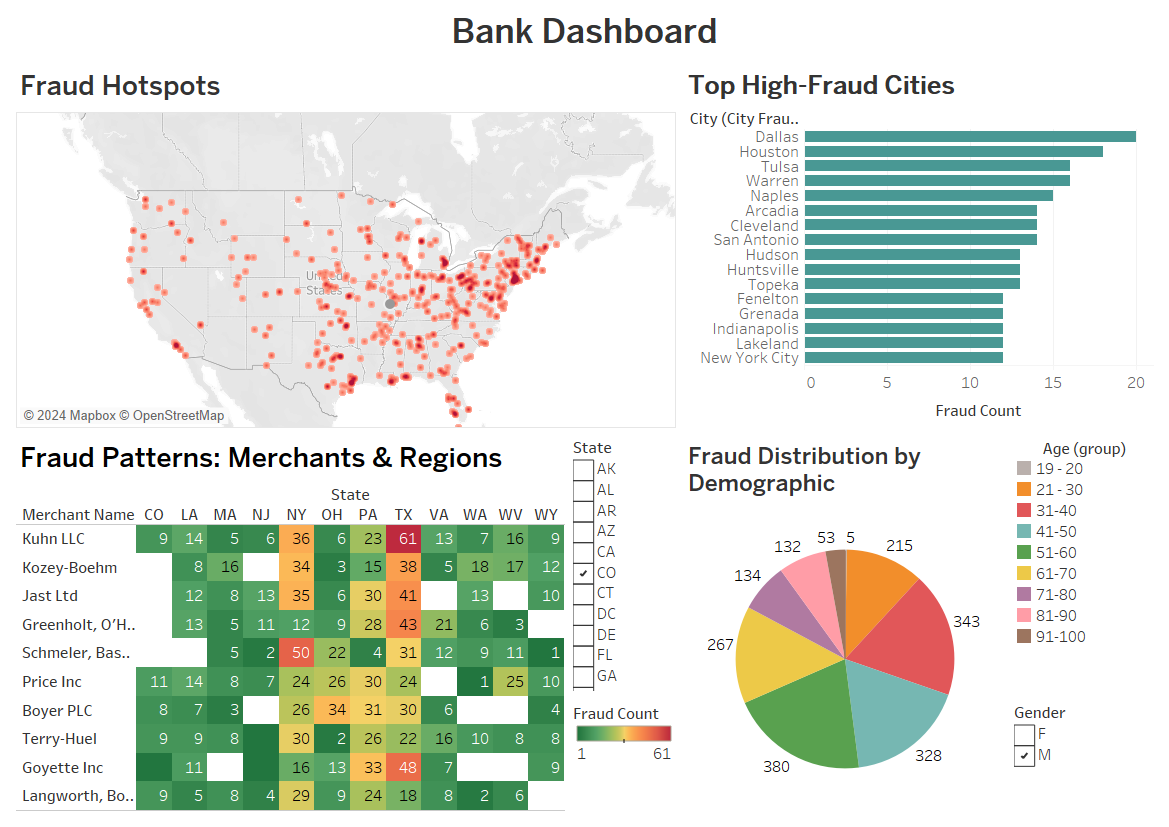 Bank Dashboard
Fraud Hotspots
United
States
© 2024 Mapbox © OpenStreetMap
Top High-Fraud Cities
City (City Frau..
Dallas
Houston
Tulsa
Warren
Naples
Arcadia
Cleveland
San Antonio
Hudson
Huntsville
Topeka
Fenelton
Grenada
Indianapolis
Lakeland
New York City
0 5 10 15 20
Fraud Count
Fraud Patterns: Merchants & Regions
State
Merchant Name CO LA MA NJ NY OH PA TX VA WA WV WY
Kuhn LLC 9 14 5 6 36 6 23 61 13 7 16 9
Kozey-Boehm 8 16 34 3 15 38 5 18 17 12
Jast Ltd 12 8 13 35 6 30 41 13 10
Greenholt, O'H.. 13 5 11 12 9 28 43 21 6 3
Schmeler, Bas.. 5 2 50 22 4 31 12 9 11 1
Price Inc 11 14 8 7 24 26 30 24 1 25 10
Boyer PLC 8 7 3 26 34 31 30 6 4
Terry-Huel 9 9 8 30 2 26 22 16 10 8 8
Goyette Inc 11 16 13 33 48 7 9
Langworth, Bo.. 9 5 8 4 29 9 24 18 8 2 6
State
AK
AL
AR
AZ
CA
CO
CT
DC
DE
FL
GA
Fraud Count
1 61
Fraud Distribution by
Demographic
5
215
343
328
380
267
134
132
53
Age (group)
19 - 20
21 - 30
31-40
41-50
51-60
61-70
71-80
81-90
91-100
Gender
F
M